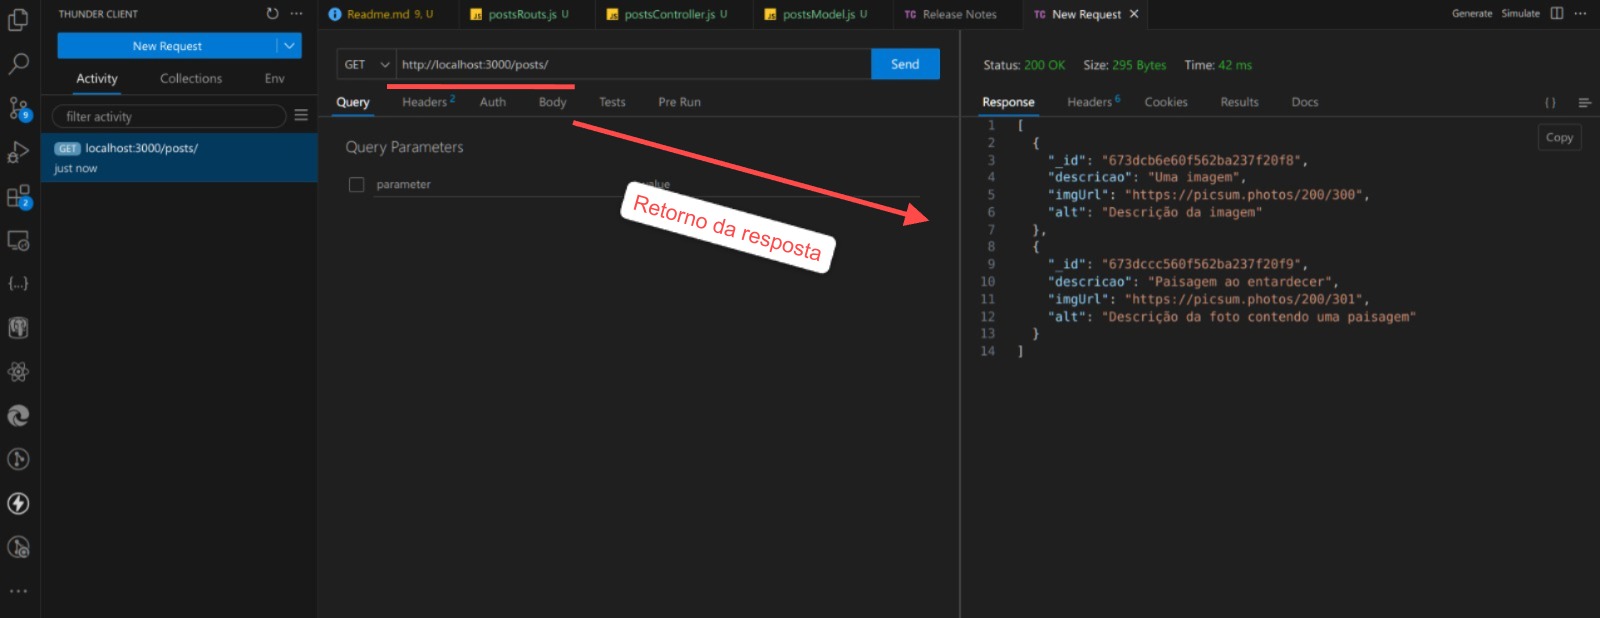 THUNDER CLIENT
New Request
Activity Collections Env
filter activity
GET localhost:3000/posts/
just now
9
2
Readme.md 9, U
JS postsRouts.js U
JS postsController.js U
JS postsModel.js U
TC Release Notes
TC New Request
Generate Simulate
GET http://localhost:3000/posts/ Send
Query Headers 2 Auth Body Tests Pre Run
Query Parameters
parameter value
Retorno da resposta
Status: 200 OK Size: 295 Bytes Time: 42 ms
Response Headers 6 Cookies Results Docs { }
Copy
1 [
2 {
3 "_id": "673dcb6e60f562ba237f20f8",
4 "descricao": "Uma imagem",
5 "imgUrl": "https://picsum.photos/200/300",
6 "alt": "Descrição da imagem"
7 },
8 {
9 "_id": "673dccc560f562ba237f20f9",
10 "descricao": "Paisagem ao entardecer",
11 "imgUrl": "https://picsum.photos/200/301",
12 "alt": "Descrição da foto contendo uma paisagem"
13 }
14 ]